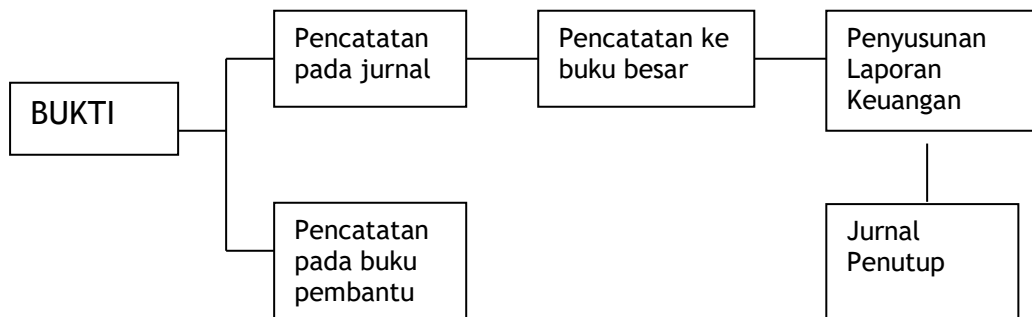 BUKTI
Pencatatan
pada jurnal
Pencatatan ke
buku besar
Penyusunan
Laporan
Keuangan
Pencatatan
pada buku
pembantu
Jurnal
Penutup